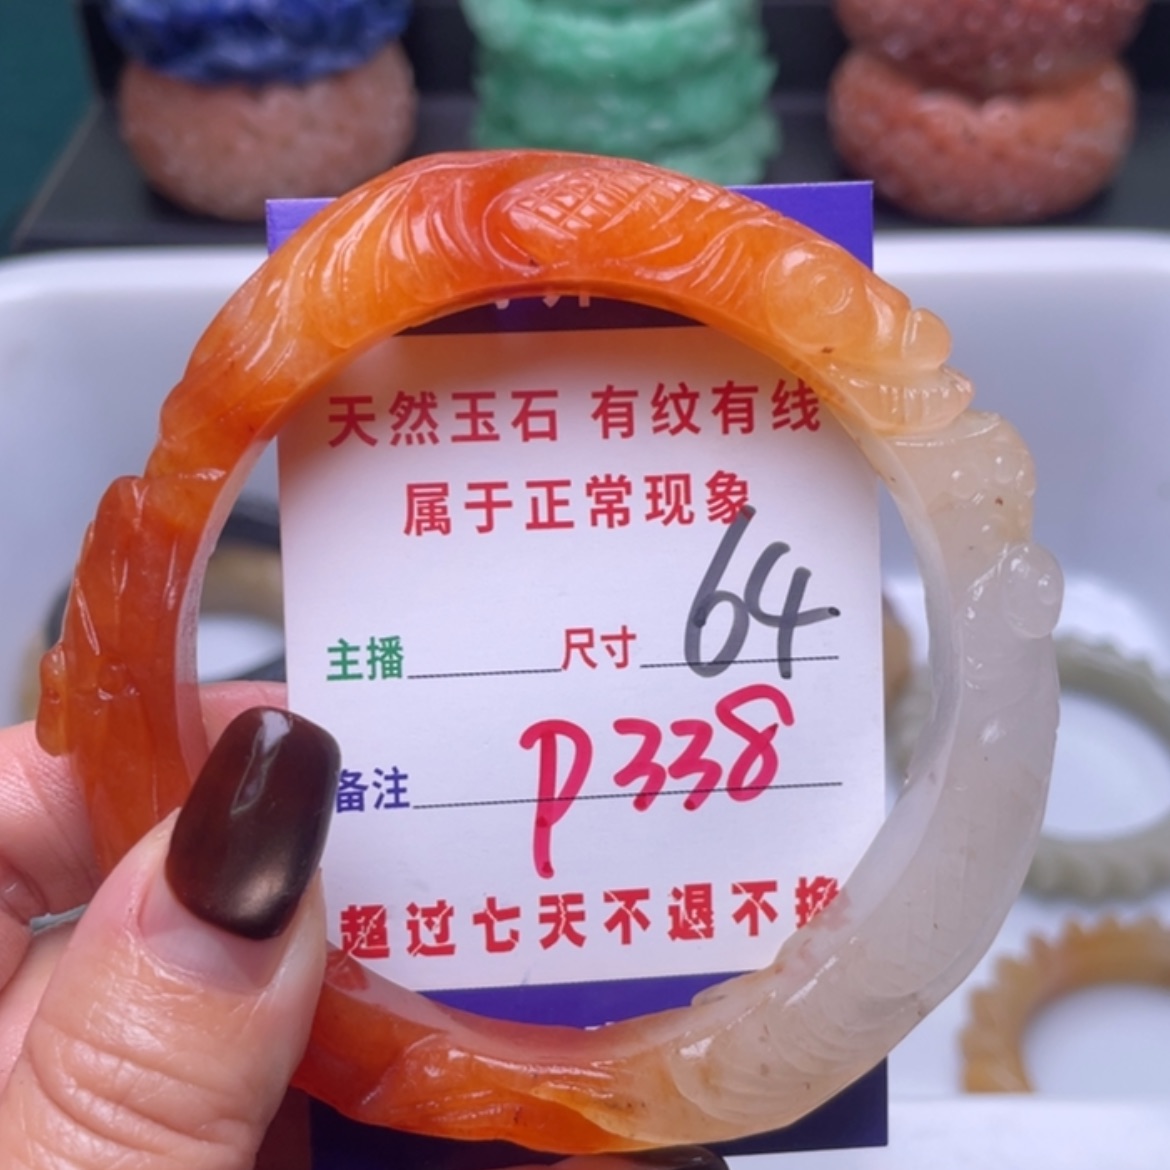 天然玉石 有纹有线
属于正常现象
主播 尺寸 64
备注 P338
超过七天不退不换